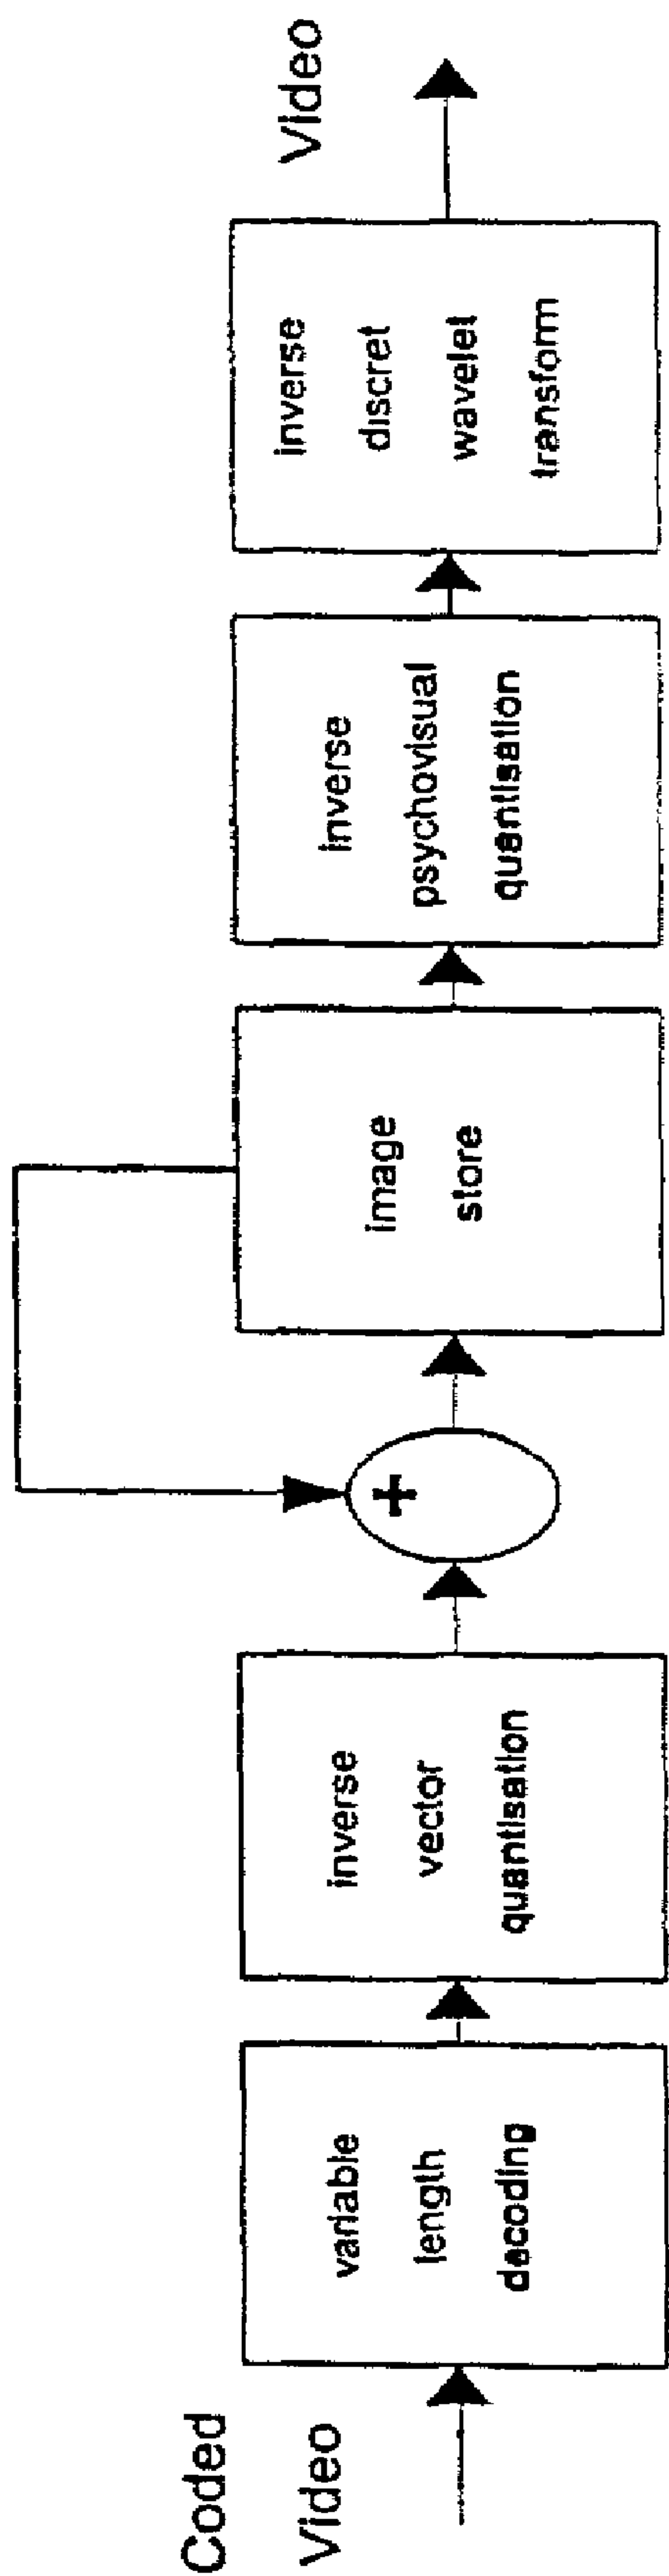 Coded
Video
variable
length
decoding
inverse
vector
quantisation
+
image
store
inverse
psychovisual
quantisation
inverse
discret
wavelet
transform
Video